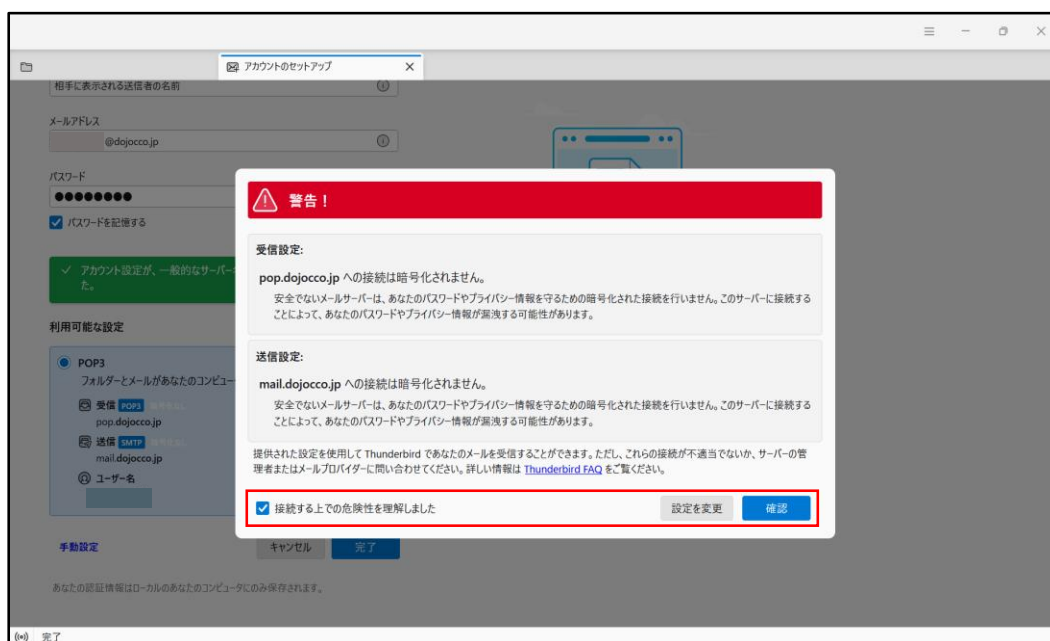 アカウントのセットアップ
相手に表示される送信者の名前
メールアドレス
@dojocco.jp
パスワード
●●●●●●●●
パスワードを記憶する
アカウント設定が、一般的なサーバー
た。
利用可能な設定
POP3
フォルダーとメールがあなたのコンピュー
受信 POP3
pop.dojocco.jp
送信 SMTP
mail.dojocco.jp
ユーザー名
手動設定
キャンセル
完了
あなたの認証情報はローカルのあなたのコンピュータにのみ保存されます。
警告！
受信設定:
pop.dojocco.jp への接続は暗号化されません。
安全でないメールサーバーは、あなたのパスワードやプライバシー情報を守るための暗号化された接続を行いません。このサーバーに接続する
ことによって、あなたのパスワードやプライバシー情報が漏洩する可能性があります。
送信設定:
mail.dojocco.jp への接続は暗号化されません。
安全でないメールサーバーは、あなたのパスワードやプライバシー情報を守るための暗号化された接続を行いません。このサーバーに接続する
ことによって、あなたのパスワードやプライバシー情報が漏洩する可能性があります。
提供された設定を使用して Thunderbird であなたのメールを受信することができます。ただし、これらの接続が不適当でないか、サーバーの管
理者またはメールプロバイダーに問い合わせてください。詳しい情報は Thunderbird FAQ をご覧ください。
接続する上での危険性を理解しました
設定を変更
確認
完了